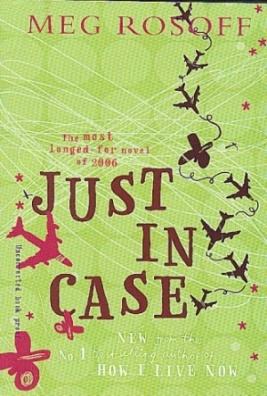 MEG ROSOFF
The most
longed-for novel
of 2006
JUST
IN
CASE
Uncorrected book proof
NEW from the
No 1 bestselling author of
HOW I LIVE NOW